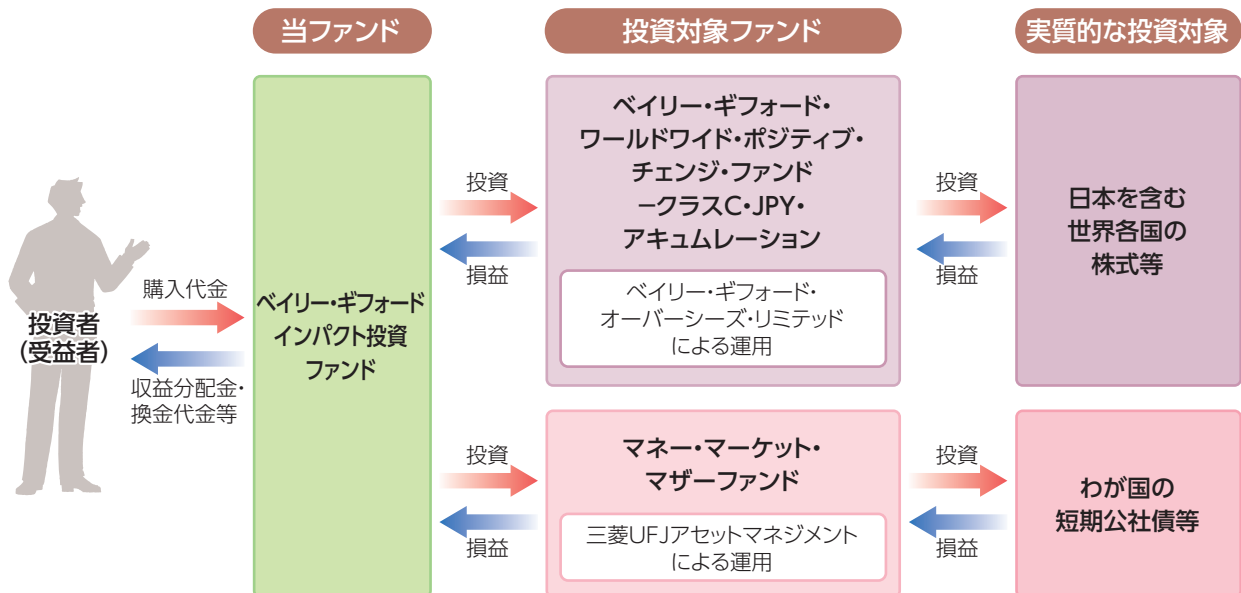 当ファンド
投資対象ファンド
実質的な投資対象
投資者
(受益者)
購入代金
収益分配金・
換金代金等
ベイリー・ギフォード
インパクト投資
ファンド
投資
損益
ベイリー・ギフォード・
ワールドワイド・ポジティブ・
チェンジ・ファンド
ークラスC・JPY・
アキュムレーション
ベイリー・ギフォード・
オーバーシーズ・リミテッド
による運用
投資
損益
日本を含む
世界各国の
株式等
投資
損益
マネー・マーケット・
マザーファンド
三菱UFJアセットマネジメント
による運用
投資
損益
わが国の
短期公社債等